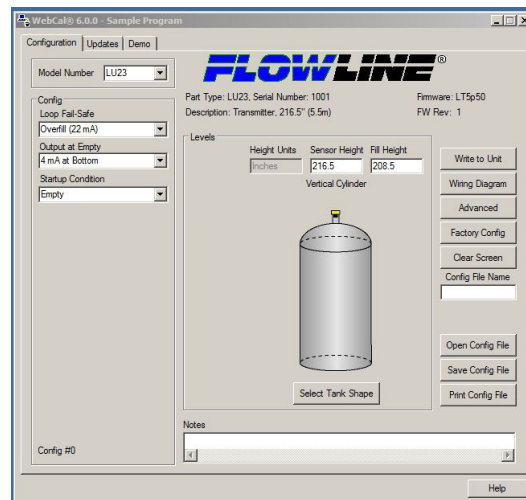 WebCal® 6.0.0 - Sample Program
Configuration Updates Demo
Model Number LU23
FLOWLINE®
Part Type: LU23, Serial Number: 1001 Firmware: LT5p50
Description: Transmitter, 216.5" (5.5m) FW Rev: 1
Config
Loop Fail-Safe
Overfill (22 mA)
Output at Empty
4 mA at Bottom
Startup Condition
Empty
Config #0
Levels
Height Units Sensor Height Fill Height
Inches 216.5 208.5
Vertical Cylinder
Select Tank Shape
Write to Unit
Wiring Diagram
Advanced
Factory Config
Clear Screen
Config File Name
Open Config File
Save Config File
Print Config File
Notes
Help